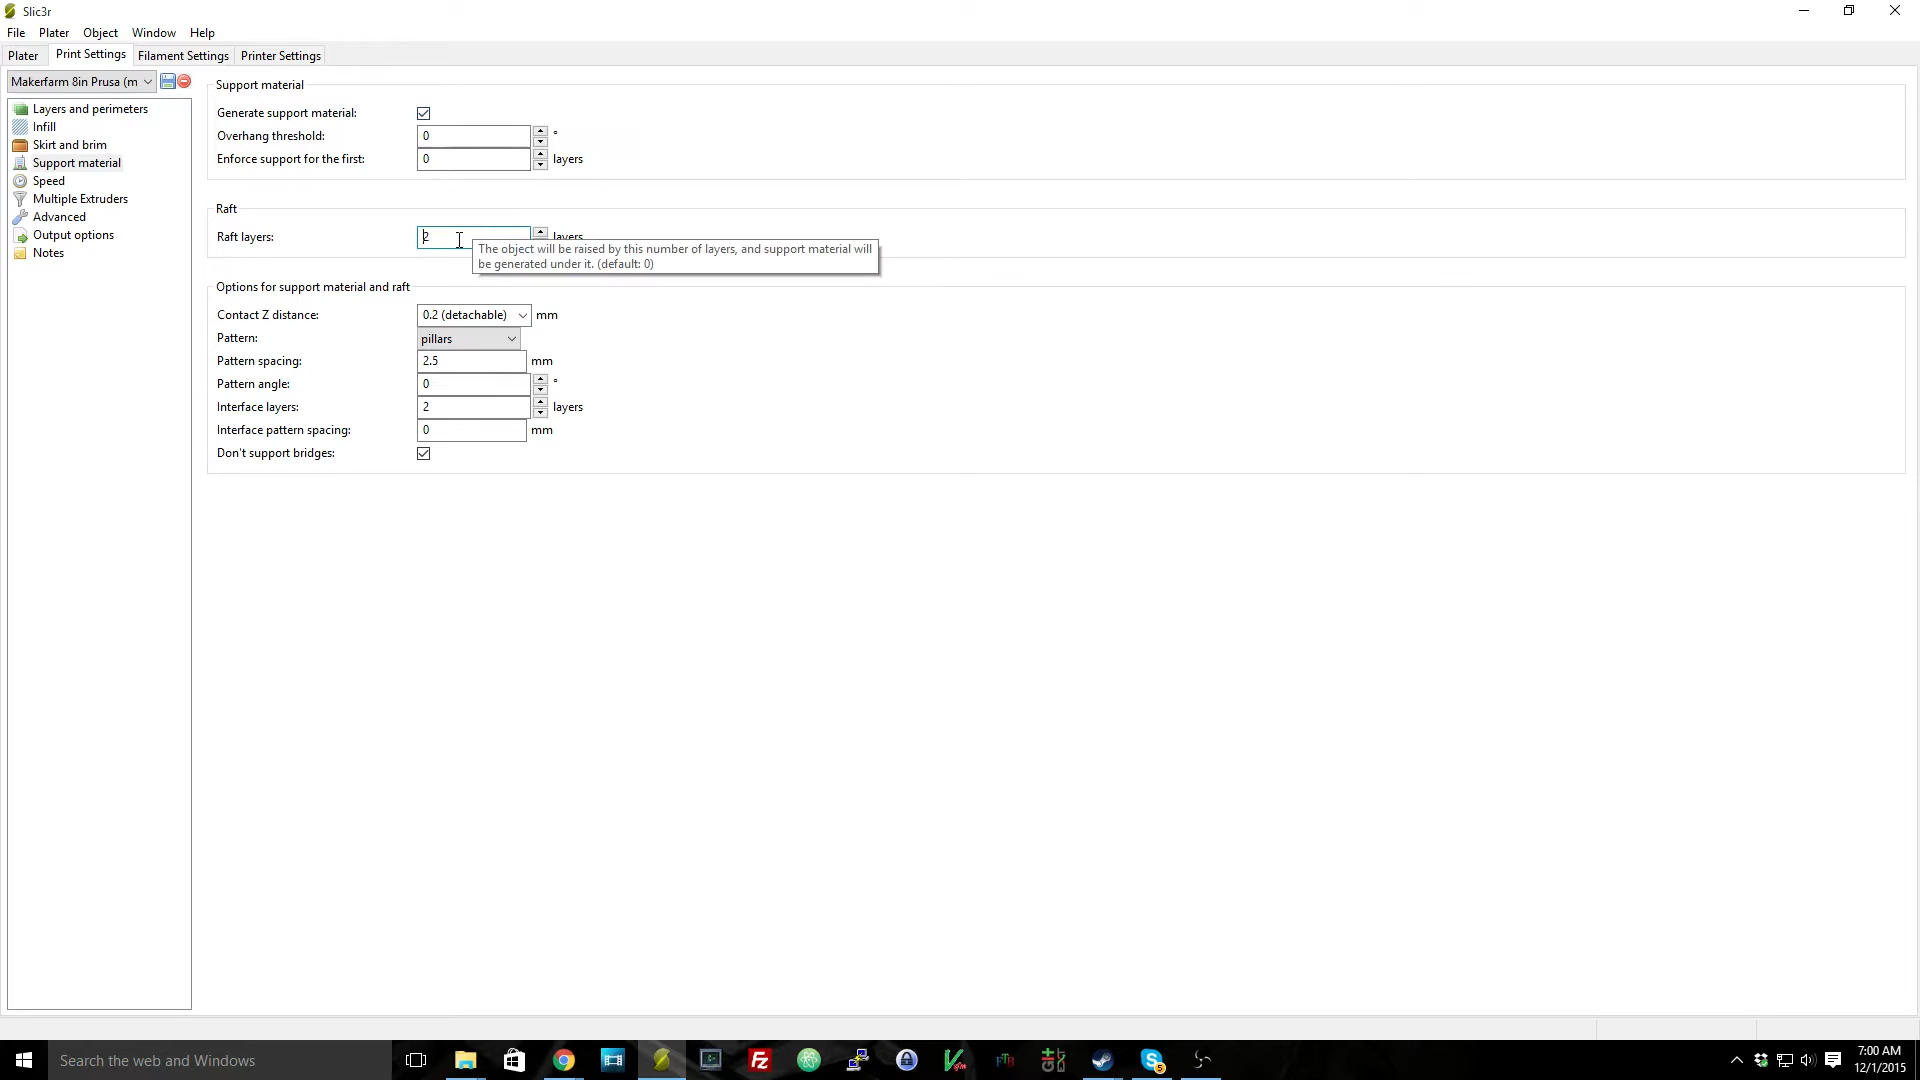 Slic3r
File Plater Object Window Help
Plater Print Settings Filament Settings Printer Settings
Makerfarm 8in Prusa (m
Layers and perimeters
Infill
Skirt and brim
Support material
Speed
Multiple Extruders
Advanced
Output options
Notes
Support material
Generate support material:
Overhang threshold: 0 °
Enforce support for the first: 0 layers
Raft
Raft layers: 2 layers
The object will be raised by this number of layers, and support material will
be generated under it. (default: 0)
Options for support material and raft
Contact Z distance: 0.2 (detachable) mm
Pattern: pillars
Pattern spacing: 2.5 mm
Pattern angle: 0 °
Interface layers: 2 layers
Interface pattern spacing: 0 mm
Don't support bridges:
Search the web and Windows
Fz
FTB
5
7:00 AM
12/1/2015